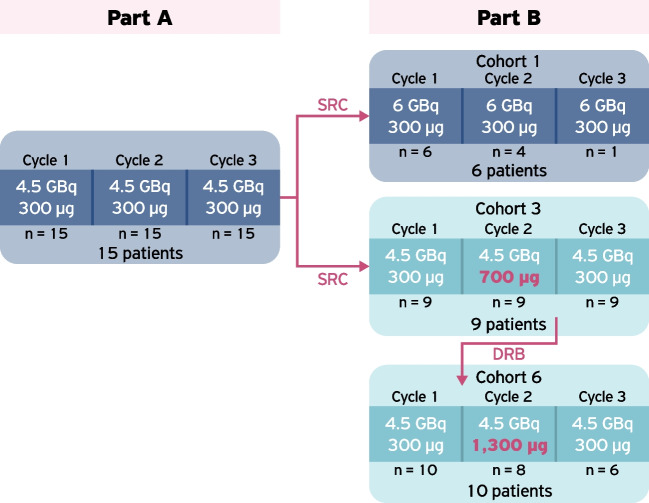 Part A
Cycle 1 Cycle 2 Cycle 3
4.5 GBq 4.5 GBq 4.5 GBq
300 µg 300 µg 300 µg
n = 15 n = 15 n = 15
15 patients
SRC
SRC
Part B
Cohort 1
Cycle 1 Cycle 2 Cycle 3
6 GBq 6 GBq 6 GBq
300 µg 300 µg 300 µg
n = 6 n = 4 n = 1
6 patients
Cohort 3
Cycle 1 Cycle 2 Cycle 3
4.5 GBq 4.5 GBq 4.5 GBq
300 µg 700 µg 300 µg
n = 9 n = 9 n = 9
9 patients
DRB
Cohort 6
Cycle 1 Cycle 2 Cycle 3
4.5 GBq 4.5 GBq 4.5 GBq
300 µg 1,300 µg 300 µg
n = 10 n = 8 n = 6
10 patients